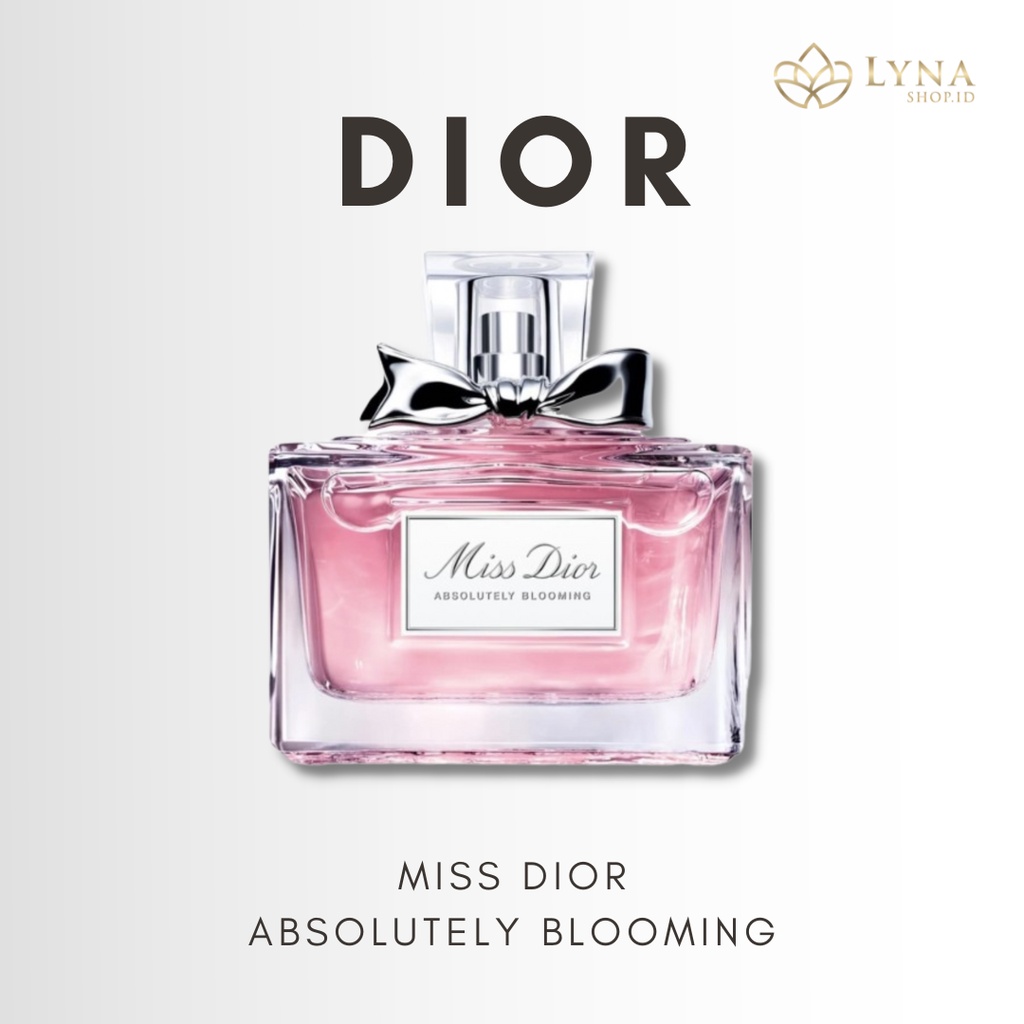 LYNA
SHOP.ID
DIOR
Miss Dior
ABSOLUTELY BLOOMING
MISS DIOR
ABSOLUTELY BLOOMING